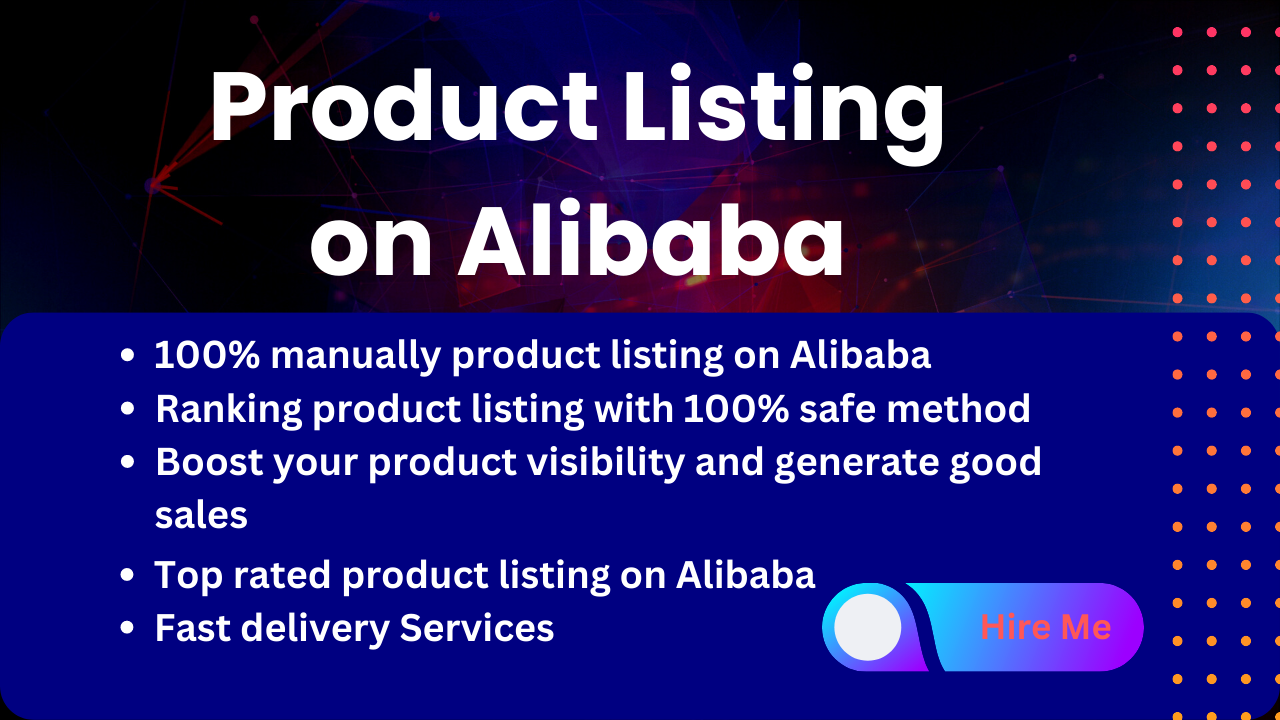 Product Listing
on Alibaba
• 100% manually product listing on Alibaba
• Ranking product listing with 100% safe method
• Boost your product visibility and generate good
sales
• Top rated product listing on Alibaba
• Fast delivery Services
Hire Me